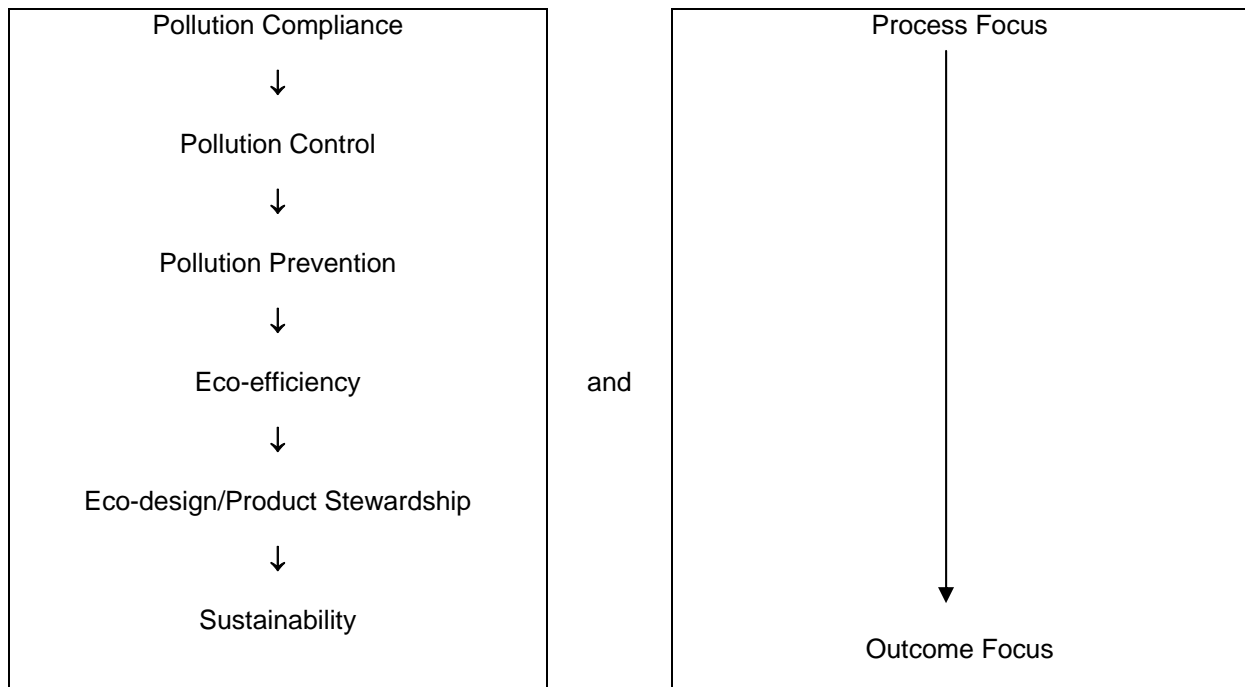 Pollution Compliance
↓
Pollution Control
↓
Pollution Prevention
↓
Eco-efficiency
↓
Eco-design/Product Stewardship
↓
Sustainability
and
Process Focus
Outcome Focus